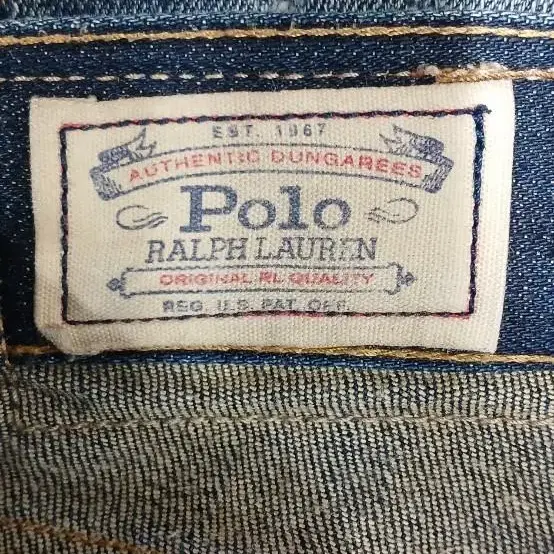 EST. 1967
AUTHENTIC DUNGAREES
Polo
RALPH LAUREN
ORIGINAL RL QUALITY
REG. U.S. PAT. OFF.